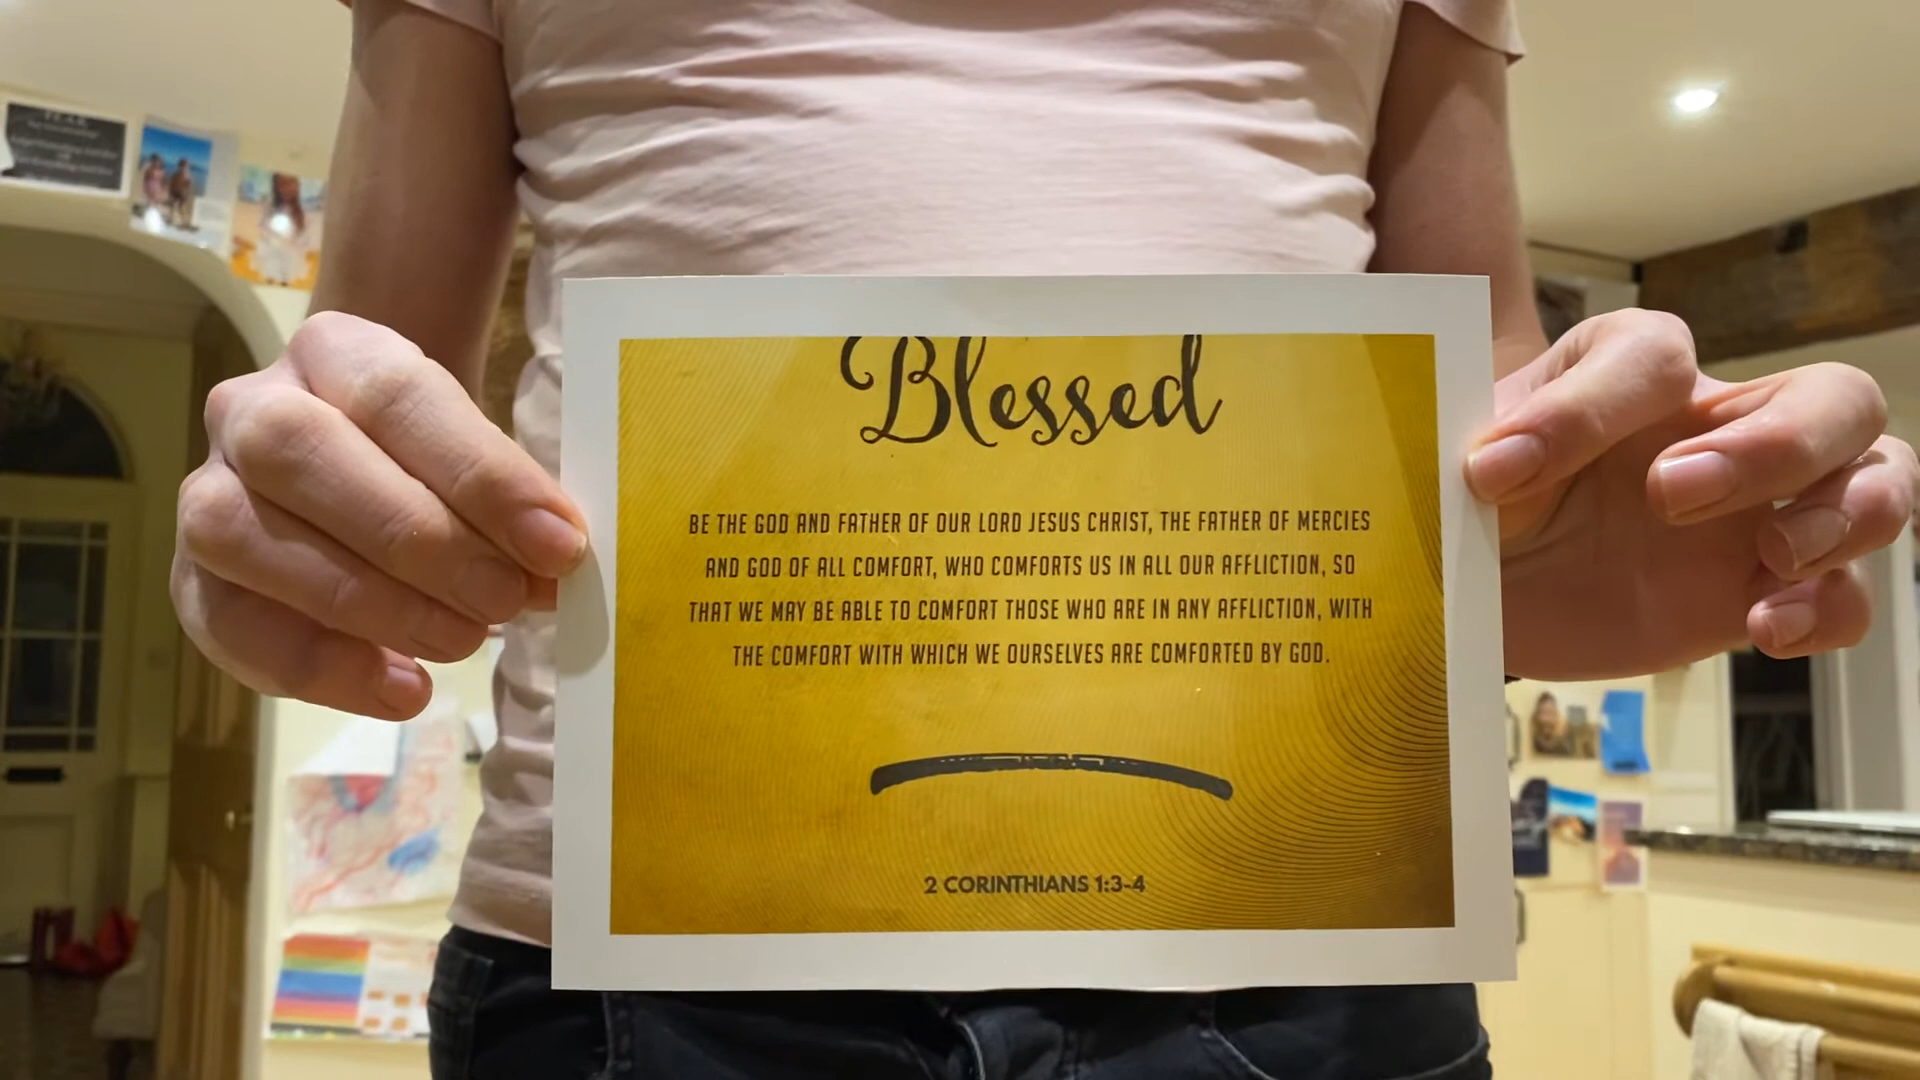 Blessed
BE THE GOD AND FATHER OF OUR LORD JESUS CHRIST, THE FATHER OF MERCIES
AND GOD OF ALL COMFORT, WHO COMFORTS US IN ALL OUR AFFLICTION, SO
THAT WE MAY BE ABLE TO COMFORT THOSE WHO ARE IN ANY AFFLICTION, WITH
THE COMFORT WITH WHICH WE OURSELVES ARE COMFORTED BY GOD.
2 CORINTHIANS 1:3-4